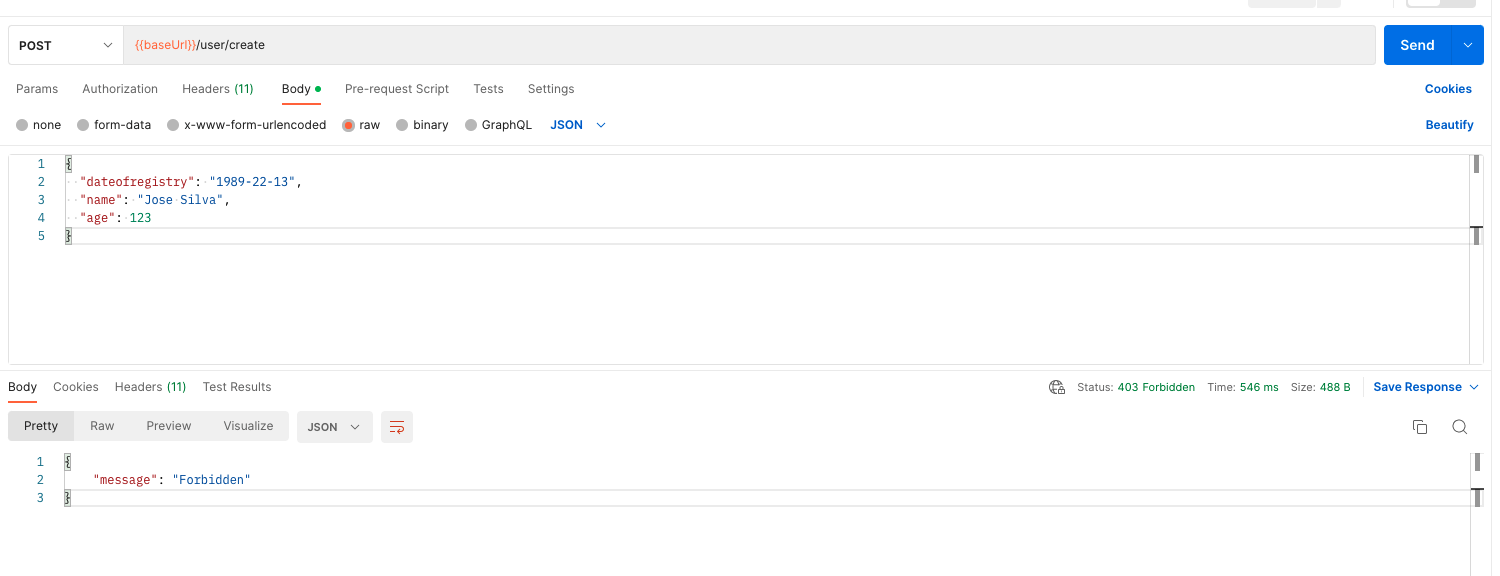 POST {{baseUrl}}/user/create Send
Params Authorization Headers (11) Body Pre-request Script Tests Settings Cookies
none form-data x-www-form-urlencoded raw binary GraphQL JSON Beautify
1 {
2 "dateofregistry": "1989-22-13",
3 "name": "Jose Silva",
4 "age": 123
5 }
Body Cookies Headers (11) Test Results Status: 403 Forbidden Time: 546 ms Size: 488 B Save Response
Pretty Raw Preview Visualize JSON
1 {
2 "message": "Forbidden"
3 }